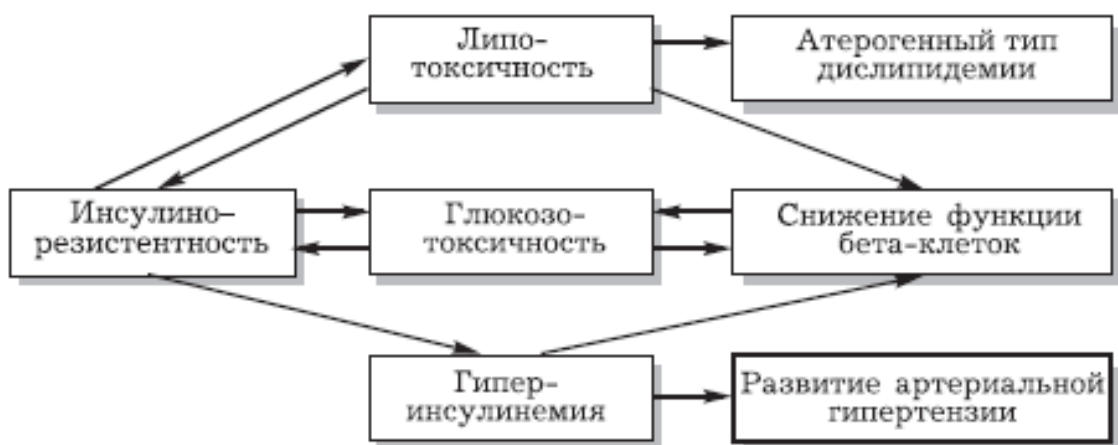 Липо-
токсичность
Атерогенный тип
дислипидемии
Инсулино–
резистентность
Глюкозо-
токсичность
Снижение функции
бета-клеток
Гипер-
инсулинемия
Развитие артериальной
гипертензии